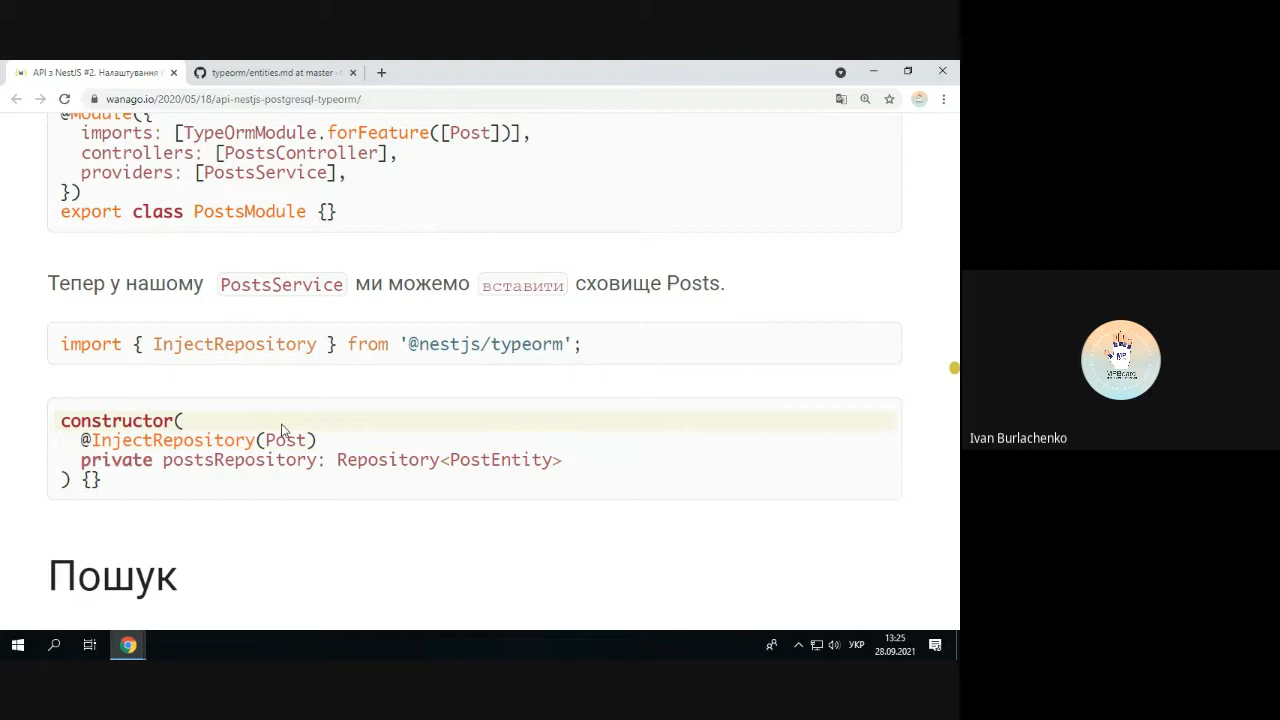 API з NestJS #2. Налаштування
typeorm/entities.md at master ·
wanago.io/2020/05/18/api-nestjs-postgresql-typeorm/
@Module({
imports: [TypeOrmModule.forFeature([Post])],
controllers: [PostsController],
providers: [PostsService],
})
export class PostsModule {}
Тепер у нашому PostsService ми можемо вставити сховище Posts.
import { InjectRepository } from '@nestjs/typeorm';
constructor(
@InjectRepository(Post)
private postsRepository: Repository<PostEntity>
) {}
Пошук
Ivan Burlachenko
УКР
13:25
28.09.2021